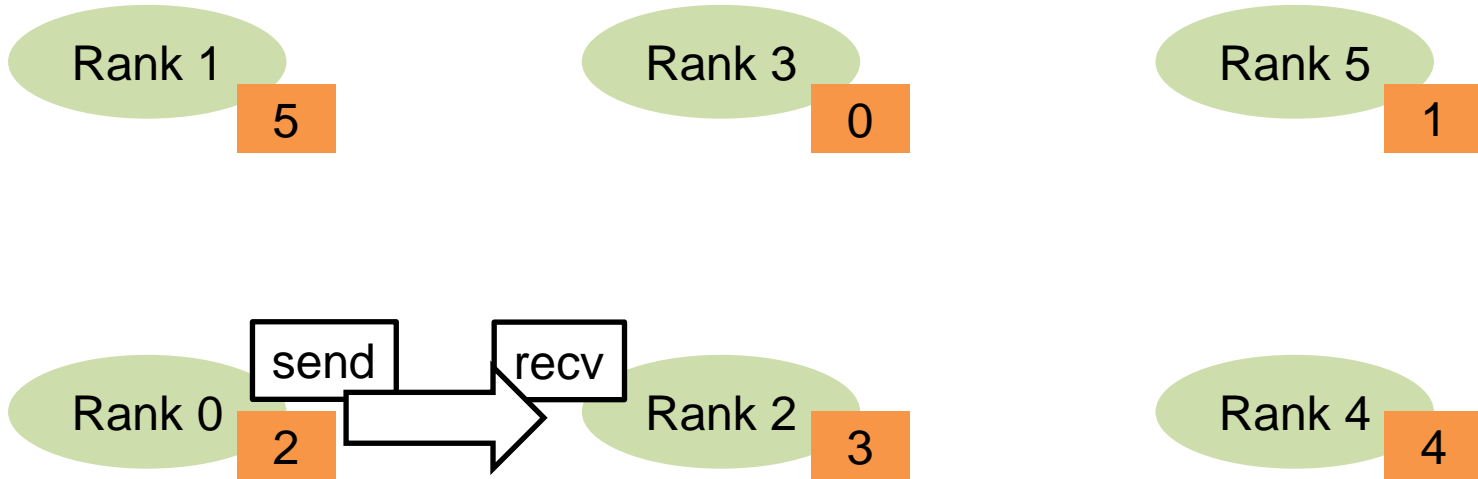 Rank 1
5
Rank 3
0
Rank 5
1
send
recv
Rank 0
2
Rank 2
3
Rank 4
4